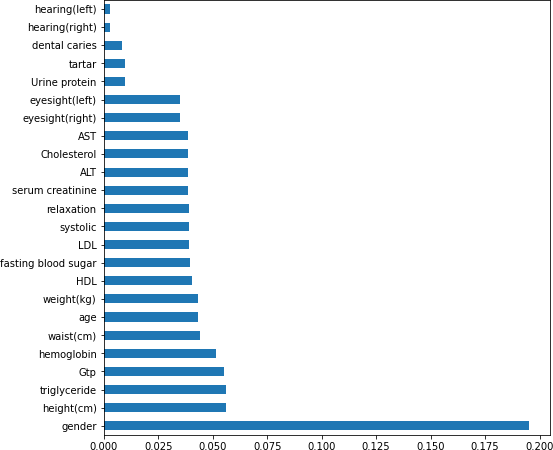 hearing(left)
hearing(right)
dental caries
tartar
Urine protein
eyesight(left)
eyesight(right)
AST
Cholesterol
ALT
serum creatinine
relaxation
systolic
LDL
fasting blood sugar
HDL
weight(kg)
age
waist(cm)
hemoglobin
Gtp
triglyceride
height(cm)
gender
0.000 0.025 0.050 0.075 0.100 0.125 0.150 0.175 0.200